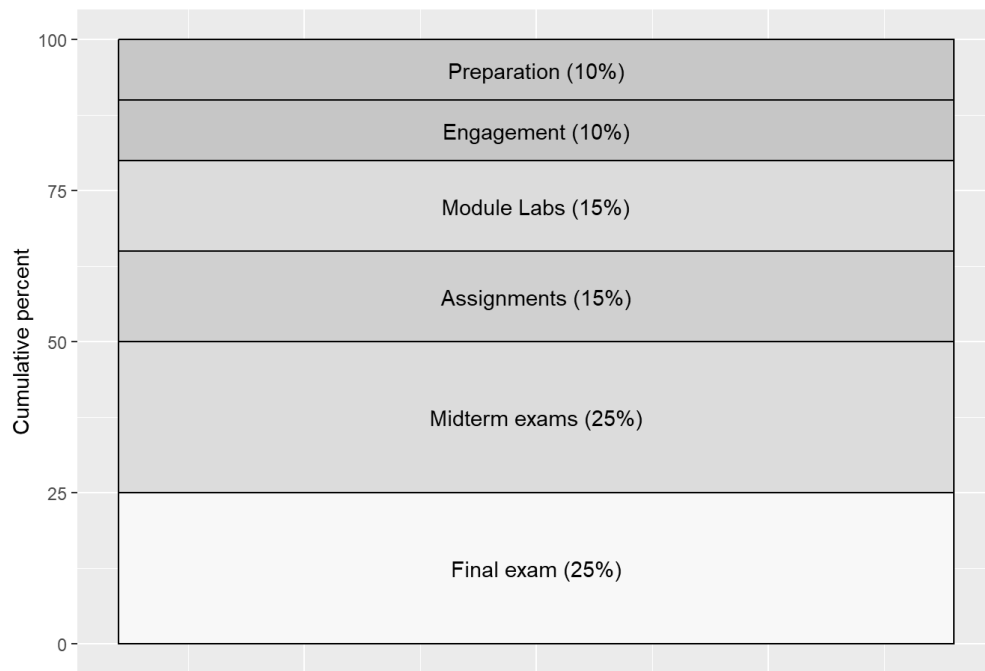 100
Preparation (10%)
Engagement (10%)
75
Module Labs (15%)
Assignments (15%)
Cumulative percent
50
Midterm exams (25%)
25
Final exam (25%)
0